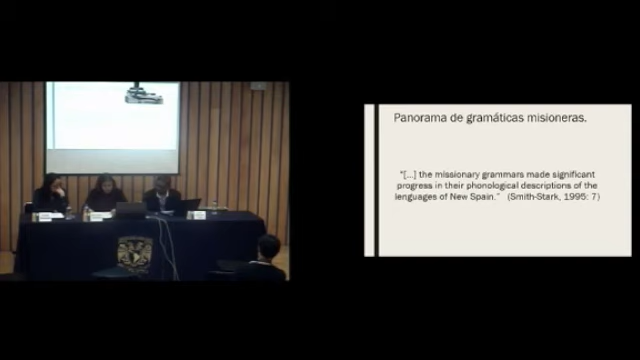 Panorama de gramáticas misioneras.
"[...] the missionary grammars made significant
progress in their phonological descriptions of the
lenguages of New Spain." (Smith-Stark, 1995: 7)